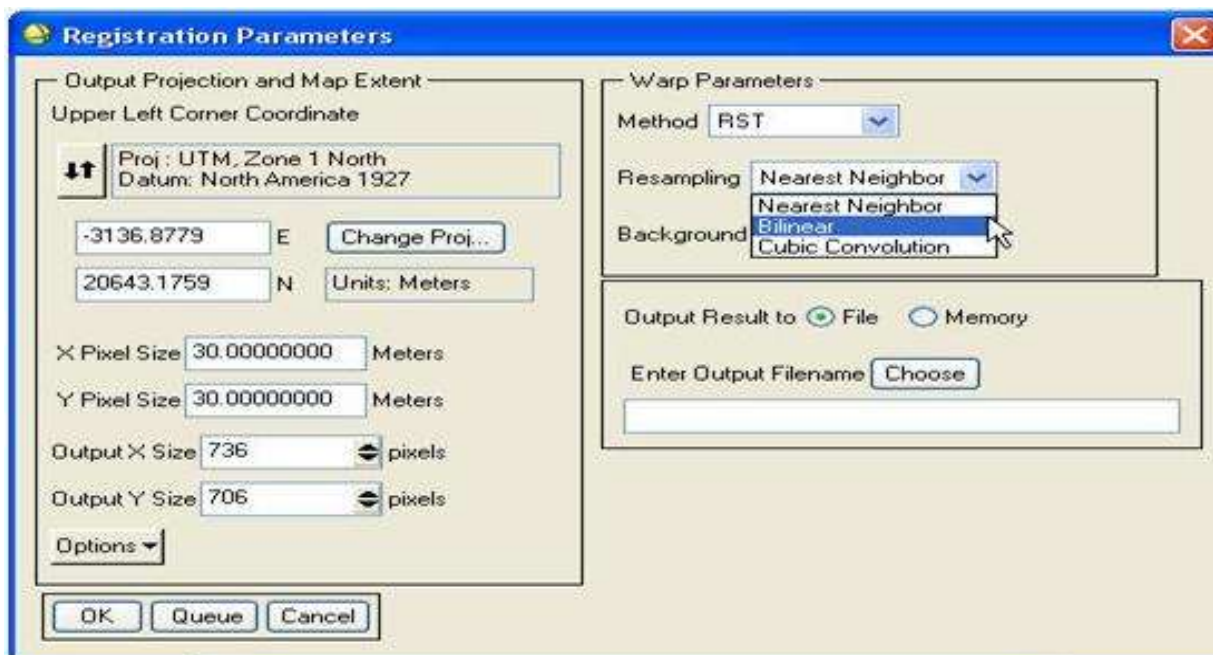 Registration Parameters
Output Projection and Map Extent
Upper Left Corner Coordinate
Proj : UTM, Zone 1 North
Datum: North America 1927
-3136.8779 E Change Proj...
20643.1759 N Units: Meters
X Pixel Size 30.00000000 Meters
Y Pixel Size 30.00000000 Meters
Output X Size 736 pixels
Output Y Size 706 pixels
Options
OK Queue Cancel
Warp Parameters
Method RST
Resampling Nearest Neighbor
Nearest Neighbor
Background Bilinear
Cubic Convolution
Output Result to File Memory
Enter Output Filename Choose